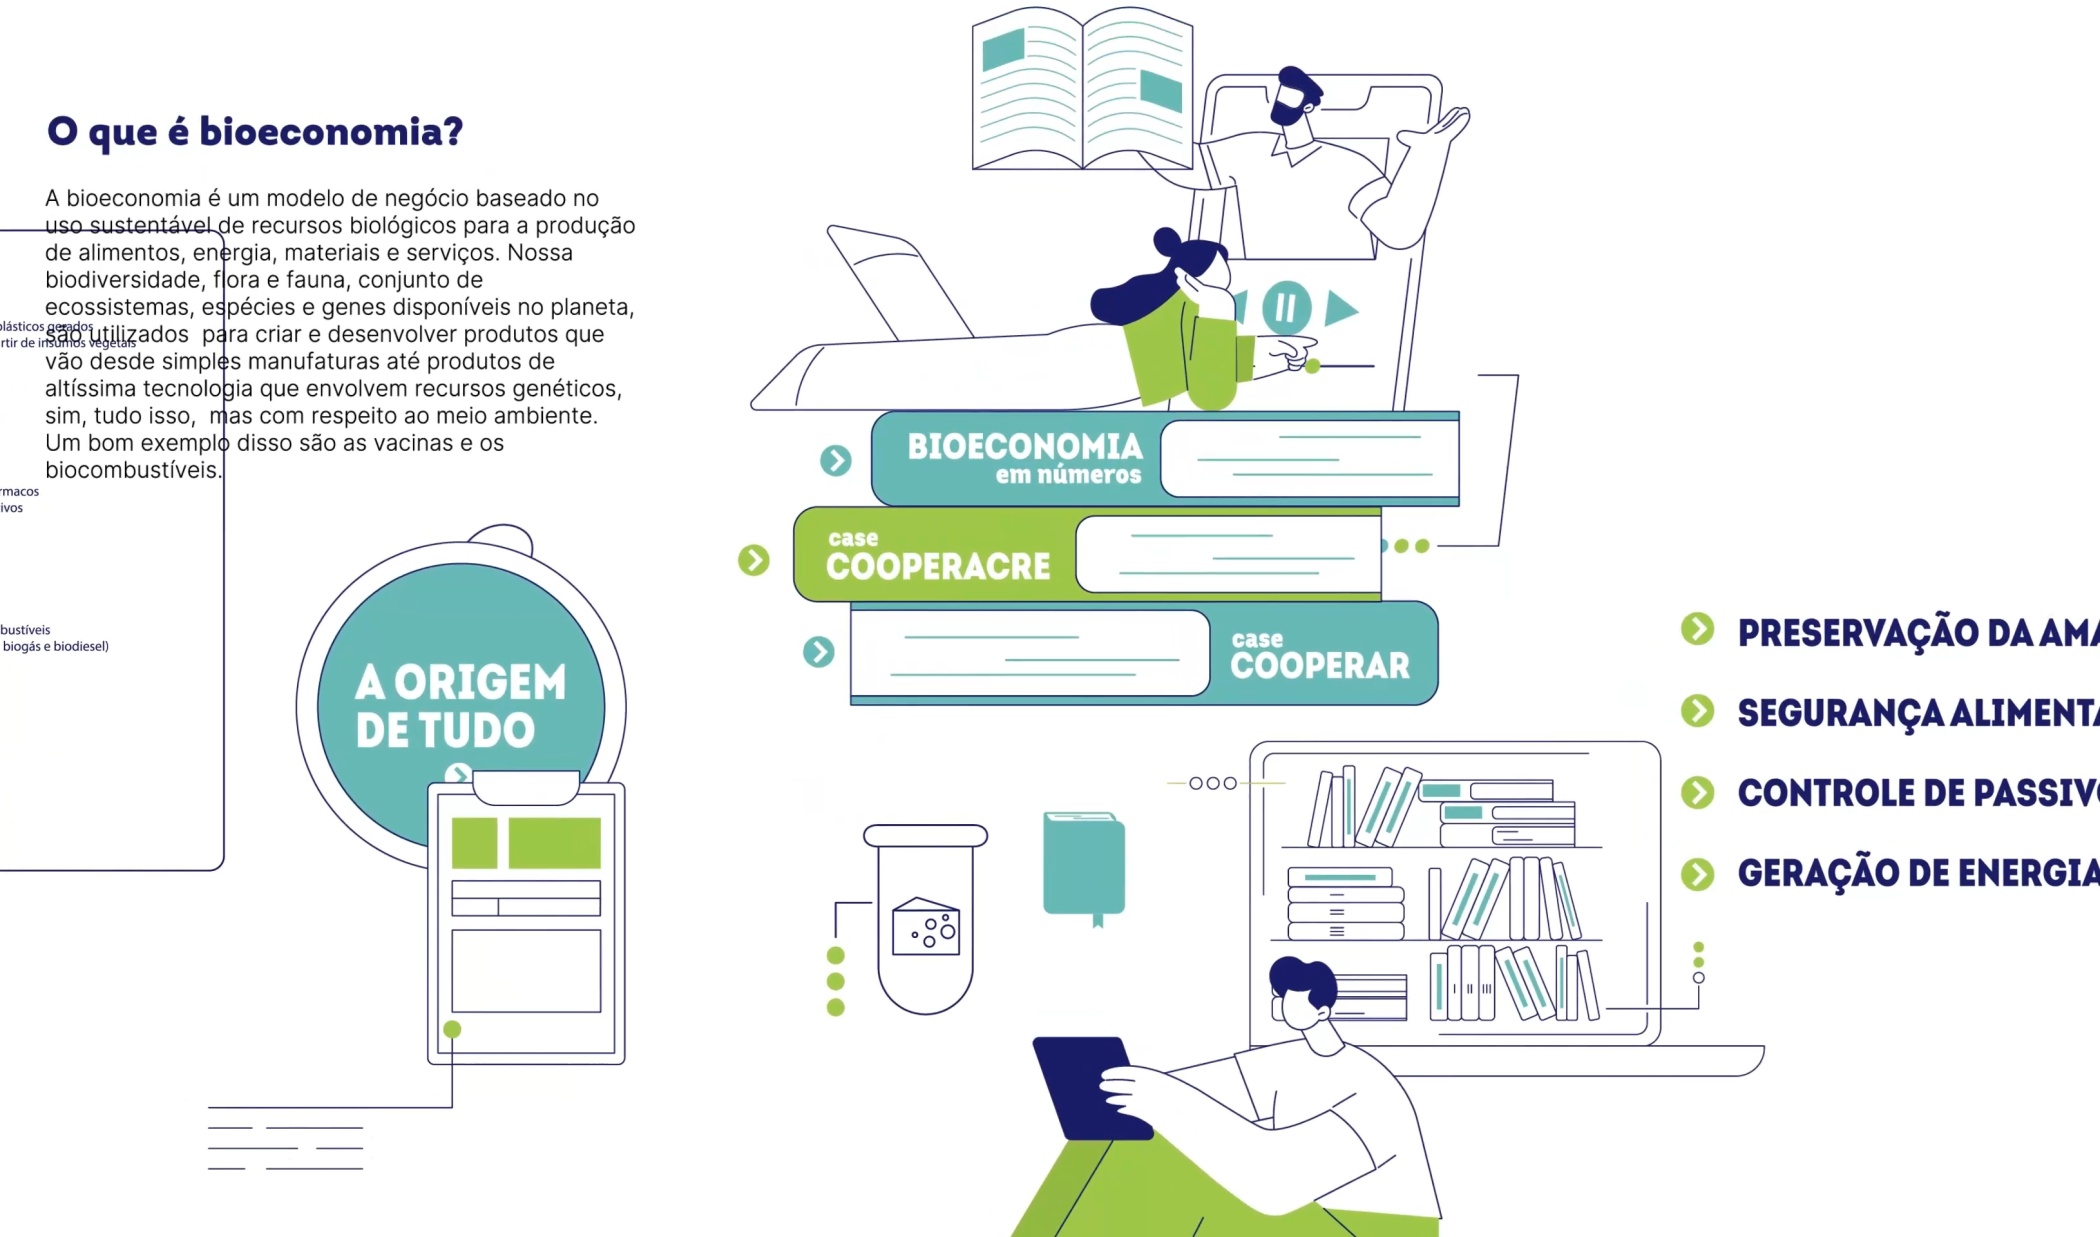 O que é bioeconomia?
A bioeconomia é um modelo de negócio baseado no
uso sustentável de recursos biológicos para a produção
de alimentos, energia, materiais e serviços. Nossa
biodiversidade, flora e fauna, conjunto de
ecossistemas, espécies e genes disponíveis no planeta,
são utilizados para criar e desenvolver produtos que
vão desde simples manufaturas até produtos de
altíssima tecnologia que envolvem recursos genéticos,
sim, tudo isso, mas com respeito ao meio ambiente.
Um bom exemplo disso são as vacinas e os
biocombustíveis.
plásticos gerados
rtir de insumos vegetais
rmacos
ivos
bustíveis
biogás e biodiesel)
A ORIGEM
DE TUDO
BIOECONOMIA
em números
case
COOPERACRE
case
COOPERAR
PRESERVAÇÃO DA AMA
SEGURANÇA ALIMENTA
CONTROLE DE PASSIVO
GERAÇÃO DE ENERGIA
I II III